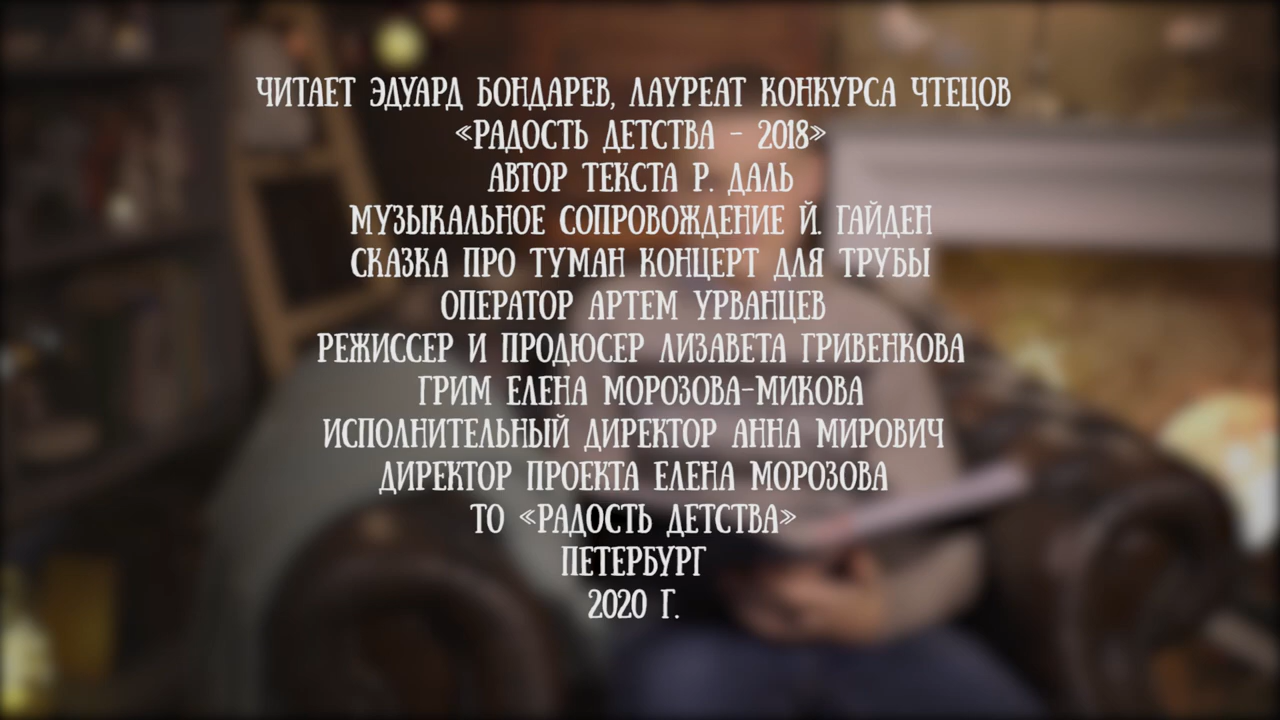 ЧИТАЕТ ЭДУАРД БОНДАРЕВ, ЛАУРЕАТ КОНКУРСА ЧТЕЦОВ
«РАДОСТЬ ДЕТСТВА - 2018»
АВТОР ТЕКСТА Р. ДАЛЬ
МУЗЫКАЛЬНОЕ СОПРОВОЖДЕНИЕ Й. ГАЙДЕН
СКАЗКА ПРО ТУМАН КОНЦЕРТ ДЛЯ ТРУБЫ
ОПЕРАТОР АРТЕМ УРВАНЦЕВ
РЕЖИССЕР И ПРОДЮСЕР ЛИЗАВЕТА ГРИВЕНКОВА
ГРИМ ЕЛЕНА МОРОЗОВА-МИКОВА
ИСПОЛНИТЕЛЬНЫЙ ДИРЕКТОР АННА МИРОВИЧ
ДИРЕКТОР ПРОЕКТА ЕЛЕНА МОРОЗОВА
ТО «РАДОСТЬ ДЕТСТВА»
ПЕТЕРБУРГ
2020 Г.